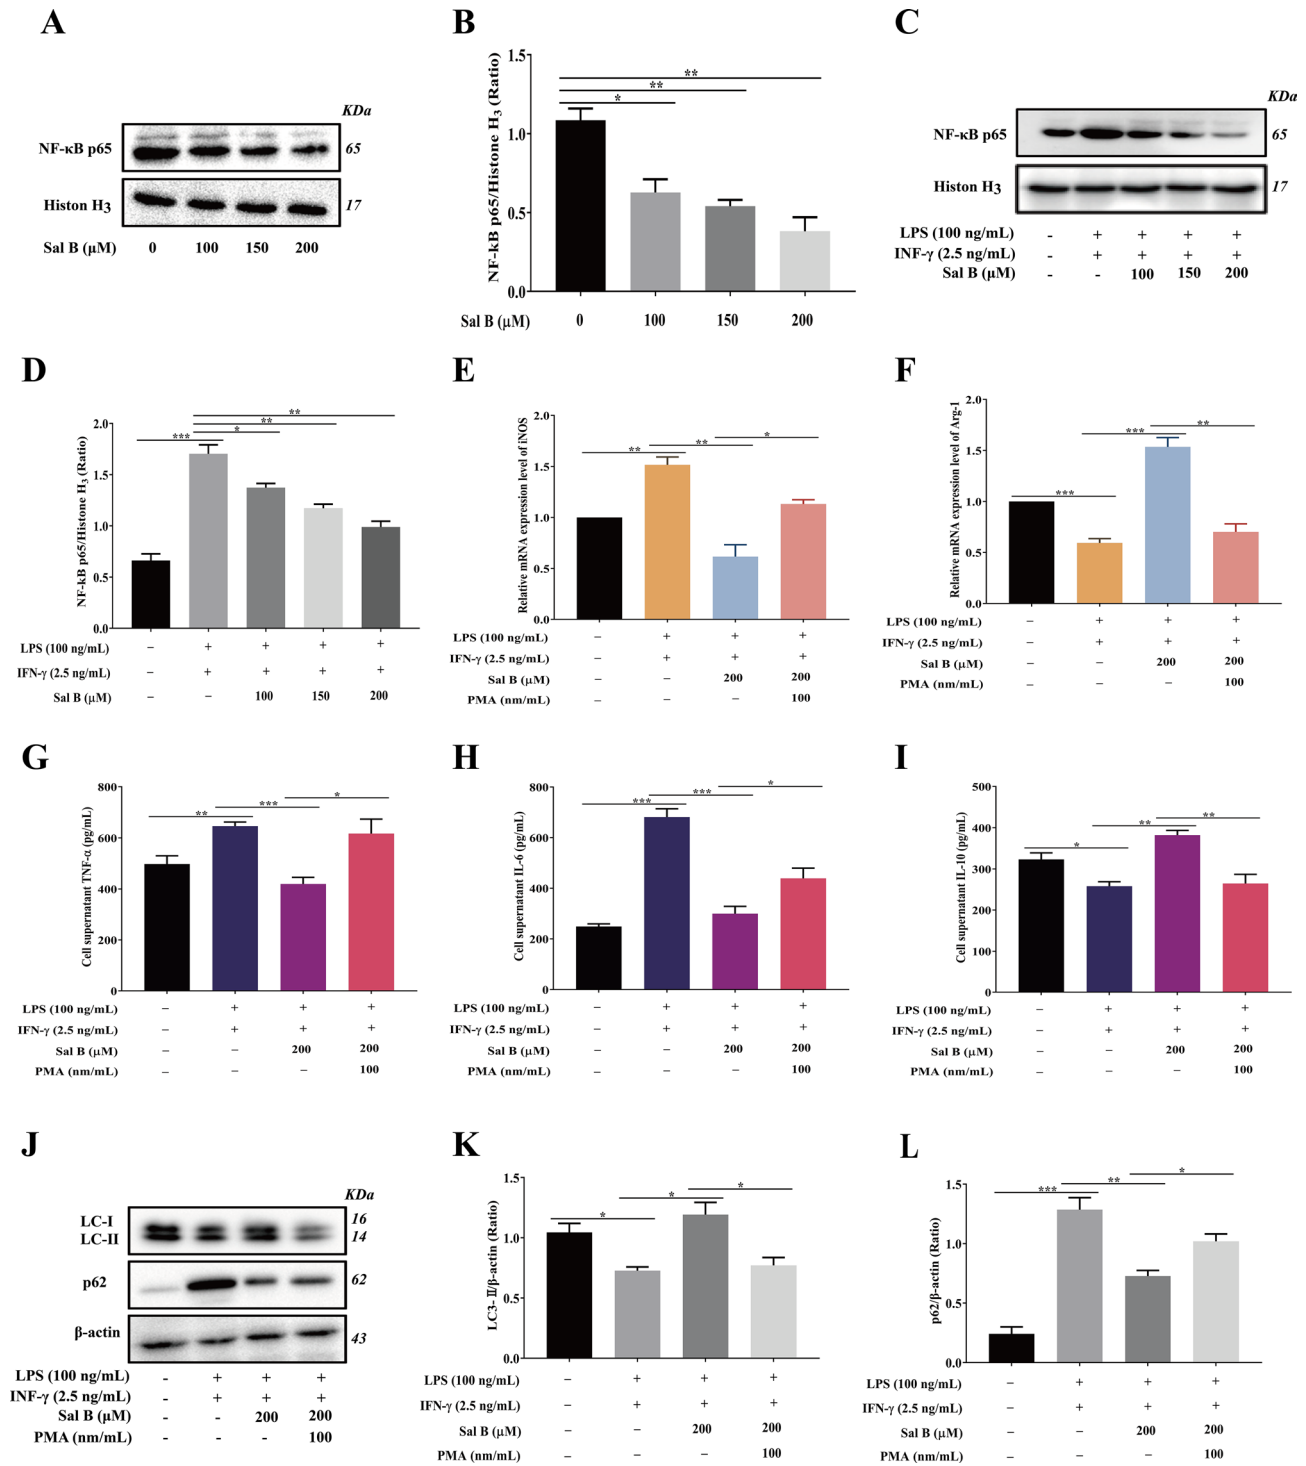 A
KDa
NF-κB p65
65
Histon H3
17
Sal B (μM) 0 100 150 200
B
NF-kB p65/Histone H3 (Ratio)
1.5
1.0
0.5
0.0
**
**
*
Sal B (μM) 0 100 150 200
C
KDa
NF-κB p65
65
Histon H3
17
LPS (100 ng/mL) - + + + +
INF-γ (2.5 ng/mL) - + + + +
Sal B (μM) - - 100 150 200
D
NF-kB p65/Histone H3 (Ratio)
2.0
1.5
1.0
0.5
0.0
**
**
*
***
LPS (100 ng/mL) – + + + +
IFN-γ (2.5 ng/mL) – + + + +
Sal B (μM) – – 100 150 200
E
Relative mRNA expression level of iNOS
2.0
1.5
1.0
0.5
0.0
** ** *
LPS (100 ng/mL) – + + +
IFN-γ (2.5 ng/mL) – + + +
Sal B (μM) – – 200 200
PMA (nm/mL) – – – 100
F
Relative mRNA expression level of Arg-1
2.0
1.5
1.0
0.5
0.0
*** *** **
LPS (100 ng/mL) – + + +
IFN-γ (2.5 ng/mL) – + + +
Sal B (μM) – – 200 200
PMA (nm/mL) – – – 100
G
Cell supernatant TNF-α (pg/mL)
800
600
400
200
0
** *** *
LPS (100 ng/mL) – + + +
IFN-γ (2.5 ng/mL) – + + +
Sal B (μM) – – 200 200
PMA (nm/mL) – – – 100
H
Cell supernatant IL-6 (pg/mL)
800
600
400
200
0
*** *** *
LPS (100 ng/mL) – + + +
IFN-γ (2.5 ng/mL) – + + +
Sal B (μM) – – 200 200
PMA (nm/mL) – – – 100
I
Cell supernatant IL-10 (pg/mL)
500
400
300
200
100
0
* ** **
LPS (100 ng/mL) – + + +
IFN-γ (2.5 ng/mL) – + + +
Sal B (μM) – – 200 200
PMA (nm/mL) – – – 100
J
KDa
LC-I
16
LC-II
14
p62
62
β-actin
43
LPS (100 ng/mL) - + + +
INF-γ (2.5 ng/mL) - + + +
Sal B (μM) - - 200 200
PMA (nm/mL) - - - 100
K
LC3-Ⅱ/β-actin (Ratio)
1.5
1.0
0.5
0.0
* * *
LPS (100 ng/mL) – + + +
IFN-γ (2.5 ng/mL) – + + +
Sal B (μM) – – 200 200
PMA (nm/mL) – – – 100
L
p62/β-actin (Ratio)
1.5
1.0
0.5
0.0
*** ** *
LPS (100 ng/mL) – + + +
IFN-γ (2.5 ng/mL) – + + +
Sal B (μM) – – 200 200
PMA (nm/mL) – – – 100